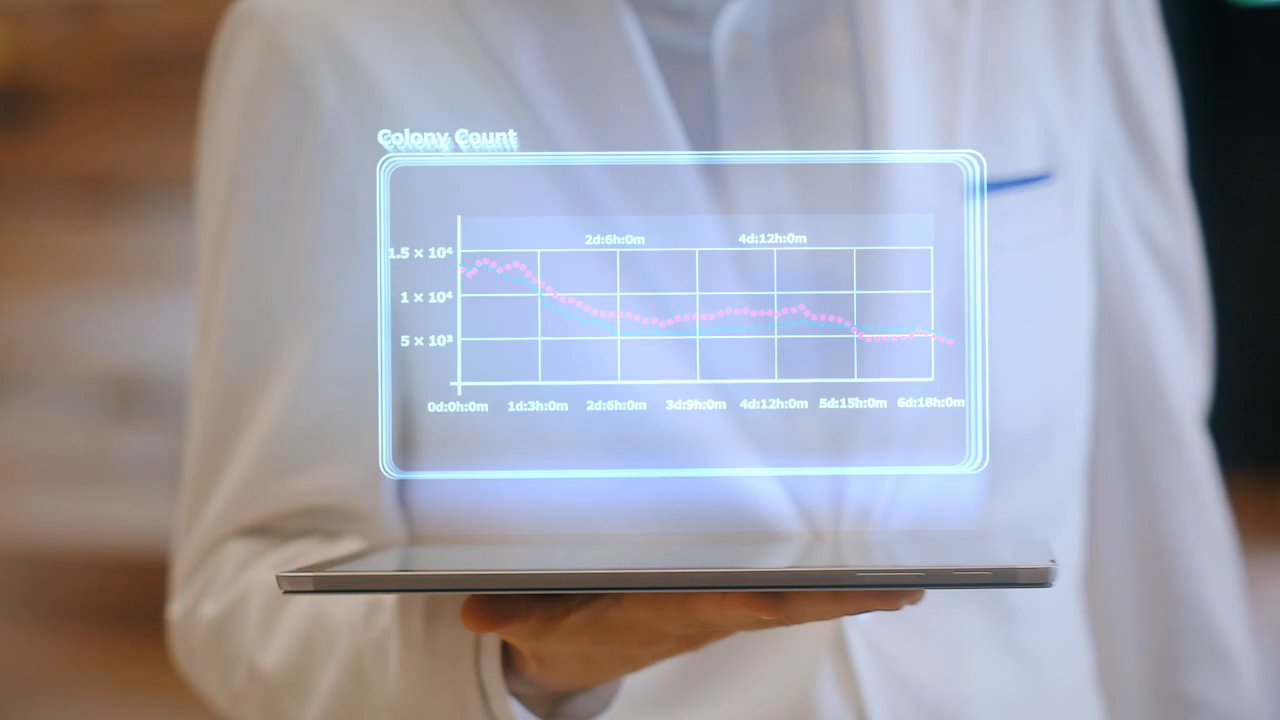 Colony Count
2d:6h:0m 4d:12h:0m
1.5 × 10⁴
1 × 10⁴
5 × 10³
0d:0h:0m 1d:3h:0m 2d:6h:0m 3d:9h:0m 4d:12h:0m 5d:15h:0m 6d:18h:0m